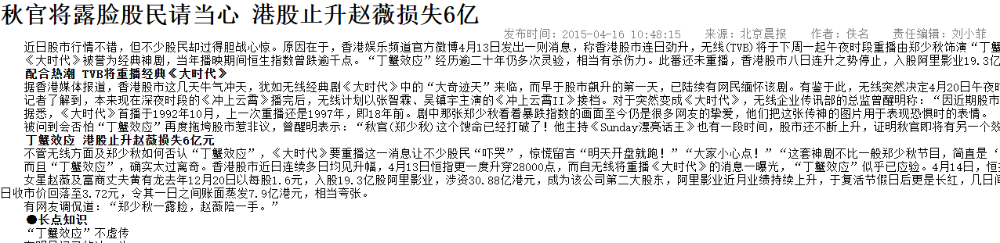 秋官将露脸股民请当心 港股止升赵薇损失6亿
发布时间：2015-04-16 10:48:15 来源：北京晨报 作者：佚名 责任编辑：刘小菲
近日股市行情不错，但不少股民却过得胆战心惊。原因在于，香港娱乐频道官方微博4月13日发出一则消息，称香港股市连日劲升，无线(TVB)将于下周一起午夜时段重播由郑少秋饰演“丁蟹
《大时代》被誉为经典神剧，当年播映期间恒生指数曾跌逾千点。“丁蟹效应”经历逾二十年仍多次灵验，相当有杀伤力。此番还未重播，香港股市八日连升之势停止，入股阿里影业19.3亿
配合热潮 TVB将重播经典《大时代》
据香港媒体报道，香港股市这几天牛气冲天，犹如无线经典剧《大时代》中的“大奇迹天”来临，而早于股市飙升的第一天，已陆续有网民缅怀该剧。有鉴于此，无线突然决定4月20日午夜时
记者了解到，本来现在深夜时段的《冲上云霄》播完后，无线计划以张智霖、吴镇宇主演的《冲上云霄II》接档。对于突然变成《大时代》，无线企业传讯部的总监曾醒明称：“因近期股市
据悉，《大时代》首播于1992年10月，上一次重播还是1997年，即18年前。剧中那张郑少秋看着暴跌指数的画面至今仍是很多网友的挚爱，他们把这张传神的图片用于表现恐惧时的表情。
被问到会否怕“丁蟹效应”再度拖垮股市惹非议，曾醒明表示：“秋官(郑少秋)这个馊命已经打破了！他主持《Sunday漂亮话王》也有一段时间，股市还不断上升，证明秋官即将有另一个效
丁蟹效应 港股止升赵薇损失6亿元
不管无线方面及郑少秋如何否认“丁蟹效应”，《大时代》要重播这一消息让不少股民“吓哭”，惊慌留言“明天开盘就跑！”“大家小心点！”“这套神剧不比一般郑少秋节目，简直是“
而且“丁蟹效应”，确实太过离奇。香港股市近日连续多日均见升幅，4月13日恒指更一度升穿28000点，而自无线将重播《大时代》的消息一曝光，“丁蟹效应”似乎已应验。4月14日，恒
女星赵薇及富商丈夫黄有龙去年12月20日以每股1.6元，入股19.3亿股阿里影业，涉资30.88亿港元，成为该公司第二大股东，阿里影业近月业绩持续上升，于复活节假日后更是长红，几日间
日收市价回落至3.72元，令其一日之间账面蒸发7.9亿港元，相当夸张。
有网友调侃道：“郑少秋一露脸，赵薇陪一手。”
●长点知识
“丁蟹效应”不虚传